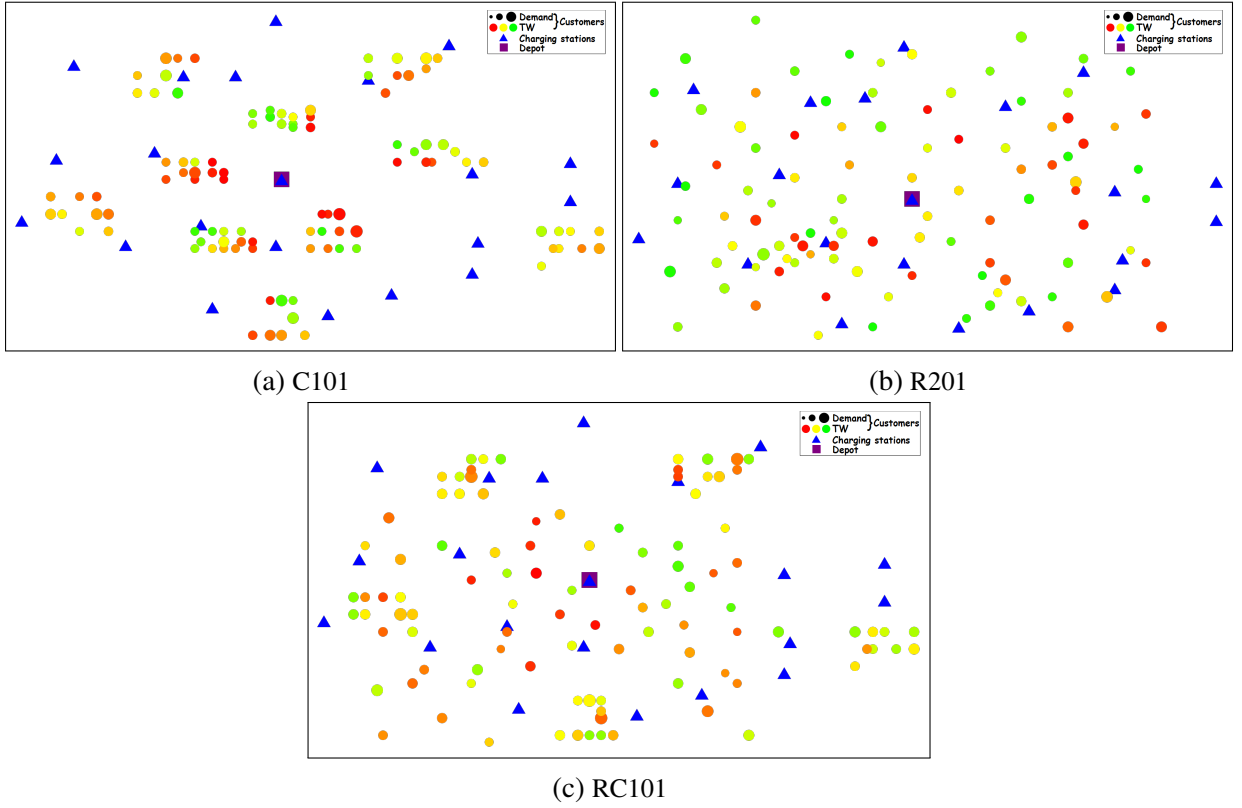 Demand
TW
}Customers
Charging stations
Depot
(a) C101
Demand
TW
}Customers
Charging stations
Depot
(b) R201
Demand
TW
}Customers
Charging stations
Depot
(c) RC101